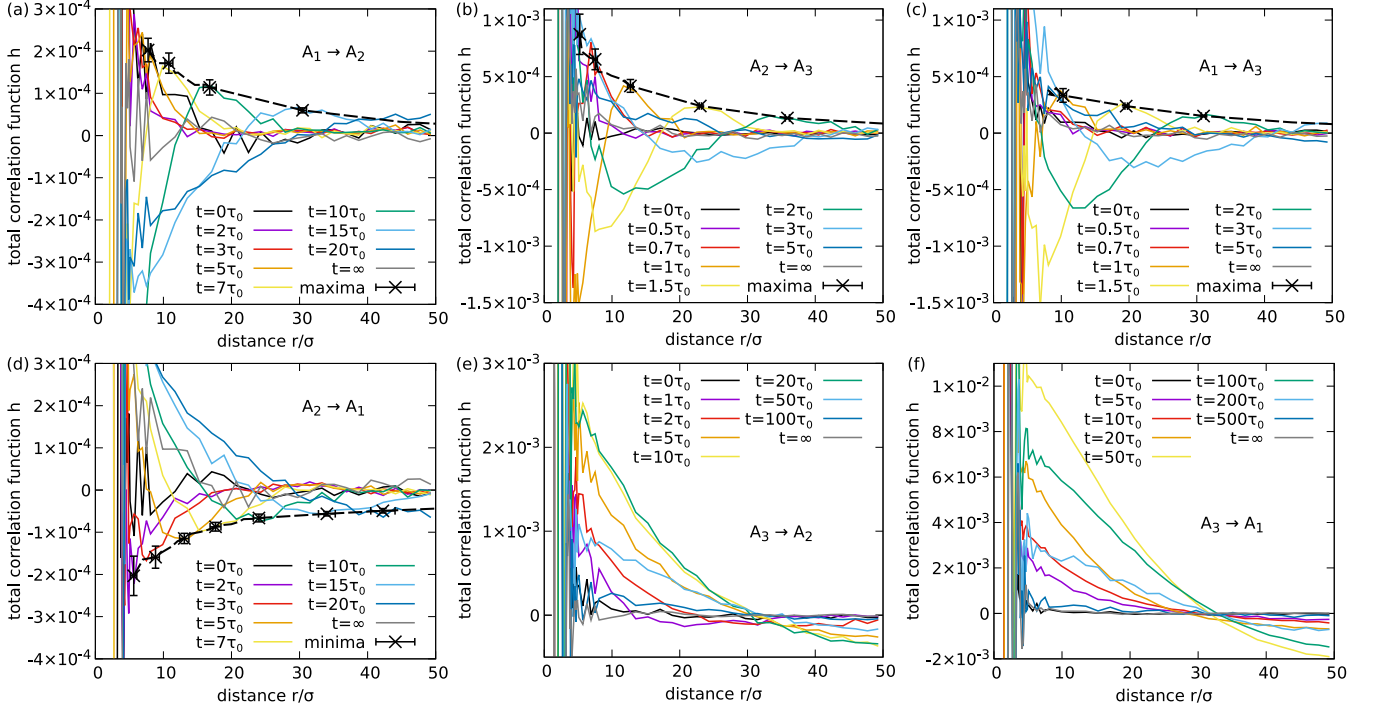 (a)
total correlation function h
3×10⁻⁴
2×10⁻⁴
1×10⁻⁴
0
-1×10⁻⁴
-2×10⁻⁴
-3×10⁻⁴
-4×10⁻⁴
A₁ → A₂
t=0τ₀ t=10τ₀
t=2τ₀ t=15τ₀
t=3τ₀ t=20τ₀
t=5τ₀ t=∞
t=7τ₀ maxima
0 10 20 30 40 50
distance r/σ
(b)
total correlation function h
1×10⁻³
5×10⁻⁴
0
-5×10⁻⁴
-1×10⁻³
-1.5×10⁻³
A₂ → A₃
t=0τ₀ t=2τ₀
t=0.5τ₀ t=3τ₀
t=0.7τ₀ t=5τ₀
t=1τ₀ t=∞
t=1.5τ₀ maxima
0 10 20 30 40 50
distance r/σ
(c)
total correlation function h
1×10⁻³
5×10⁻⁴
0
-5×10⁻⁴
-1×10⁻³
-1.5×10⁻³
A₁ → A₃
t=0τ₀ t=2τ₀
t=0.5τ₀ t=3τ₀
t=0.7τ₀ t=5τ₀
t=1τ₀ t=∞
t=1.5τ₀ maxima
0 10 20 30 40 50
distance r/σ
(d)
total correlation function h
3×10⁻⁴
2×10⁻⁴
1×10⁻⁴
0
-1×10⁻⁴
-2×10⁻⁴
-3×10⁻⁴
-4×10⁻⁴
A₂ → A₁
t=0τ₀ t=10τ₀
t=2τ₀ t=15τ₀
t=3τ₀ t=20τ₀
t=5τ₀ t=∞
t=7τ₀ minima
0 10 20 30 40 50
distance r/σ
(e)
total correlation function h
3×10⁻³
2×10⁻³
1×10⁻³
0
t=0τ₀ t=20τ₀
t=1τ₀ t=50τ₀
t=2τ₀ t=100τ₀
t=5τ₀ t=∞
t=10τ₀
A₃ → A₂
0 10 20 30 40 50
distance r/σ
(f)
total correlation function h
1×10⁻²
8×10⁻³
6×10⁻³
4×10⁻³
2×10⁻³
0
-2×10⁻³
t=0τ₀ t=100τ₀
t=5τ₀ t=200τ₀
t=10τ₀ t=500τ₀
t=20τ₀ t=∞
t=50τ₀
A₃ → A₁
0 10 20 30 40 50
distance r/σ